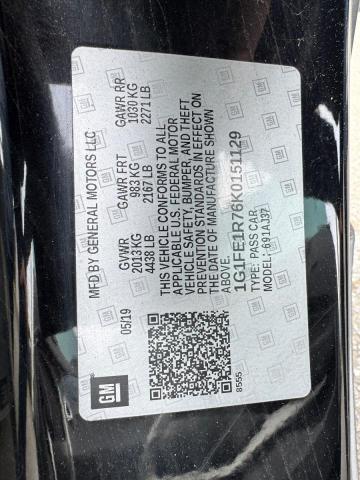 MFD BY GENERAL MOTORS LLC
05/19
GVWR GAWR FRT GAWR RR
2013 KG 983 KG 1030 KG
4438 LB 2167 LB 2271 LB
THIS VEHICLE CONFORMS TO ALL
APPLICABLE U.S. FEDERAL MOTOR
VEHICLE SAFETY, BUMPER, AND THEFT
PREVENTION STANDARDS IN EFFECT ON
THE DATE OF MANUFACTURE SHOWN
ABOVE.
1G1FE1R76K0151129
TYPE: PASS CAR
MODEL: 691AJ37
8565
GM